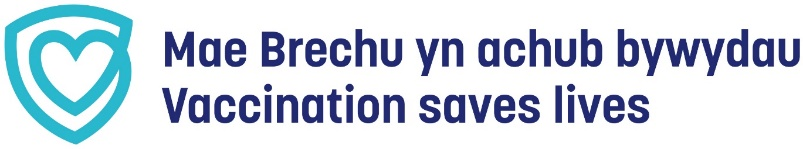 Mae Brechu yn achub bywydau
Vaccination saves lives